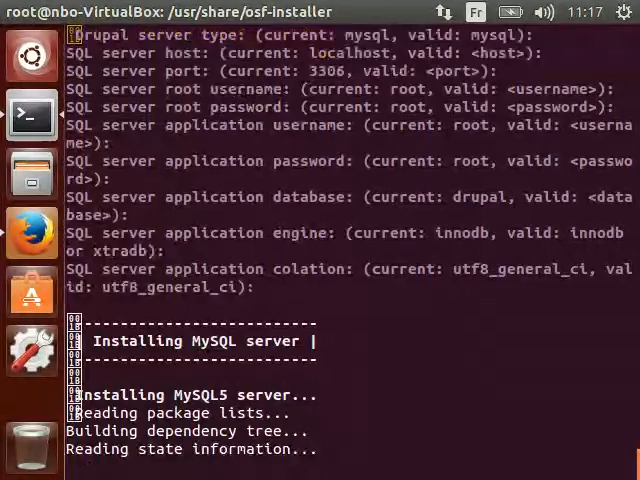 root@nbo-VirtualBox: /usr/share/osf-installer
Fr
11:17
Drupal server type: (current: mysql, valid: mysql):
SQL server host: (current: localhost, valid: <host>):
SQL server port: (current: 3306, valid: <port>):
SQL server root username: (current: root, valid: <username>):
SQL server root password: (current: root, valid: <password>):
SQL server application username: (current: root, valid: <userna
me>):
SQL server application password: (current: root, valid: <passwo
rd>):
SQL server application database: (current: drupal, valid: <data
base>):
SQL server application engine: (current: innodb, valid: innodb
or xtradb):
SQL server application colation: (current: utf8_general_ci, val
id: utf8_general_ci):
-------------------------
| Installing MySQL server |
-------------------------
Installing MySQL5 server...
Reading package lists...
Building dependency tree...
Reading state information...